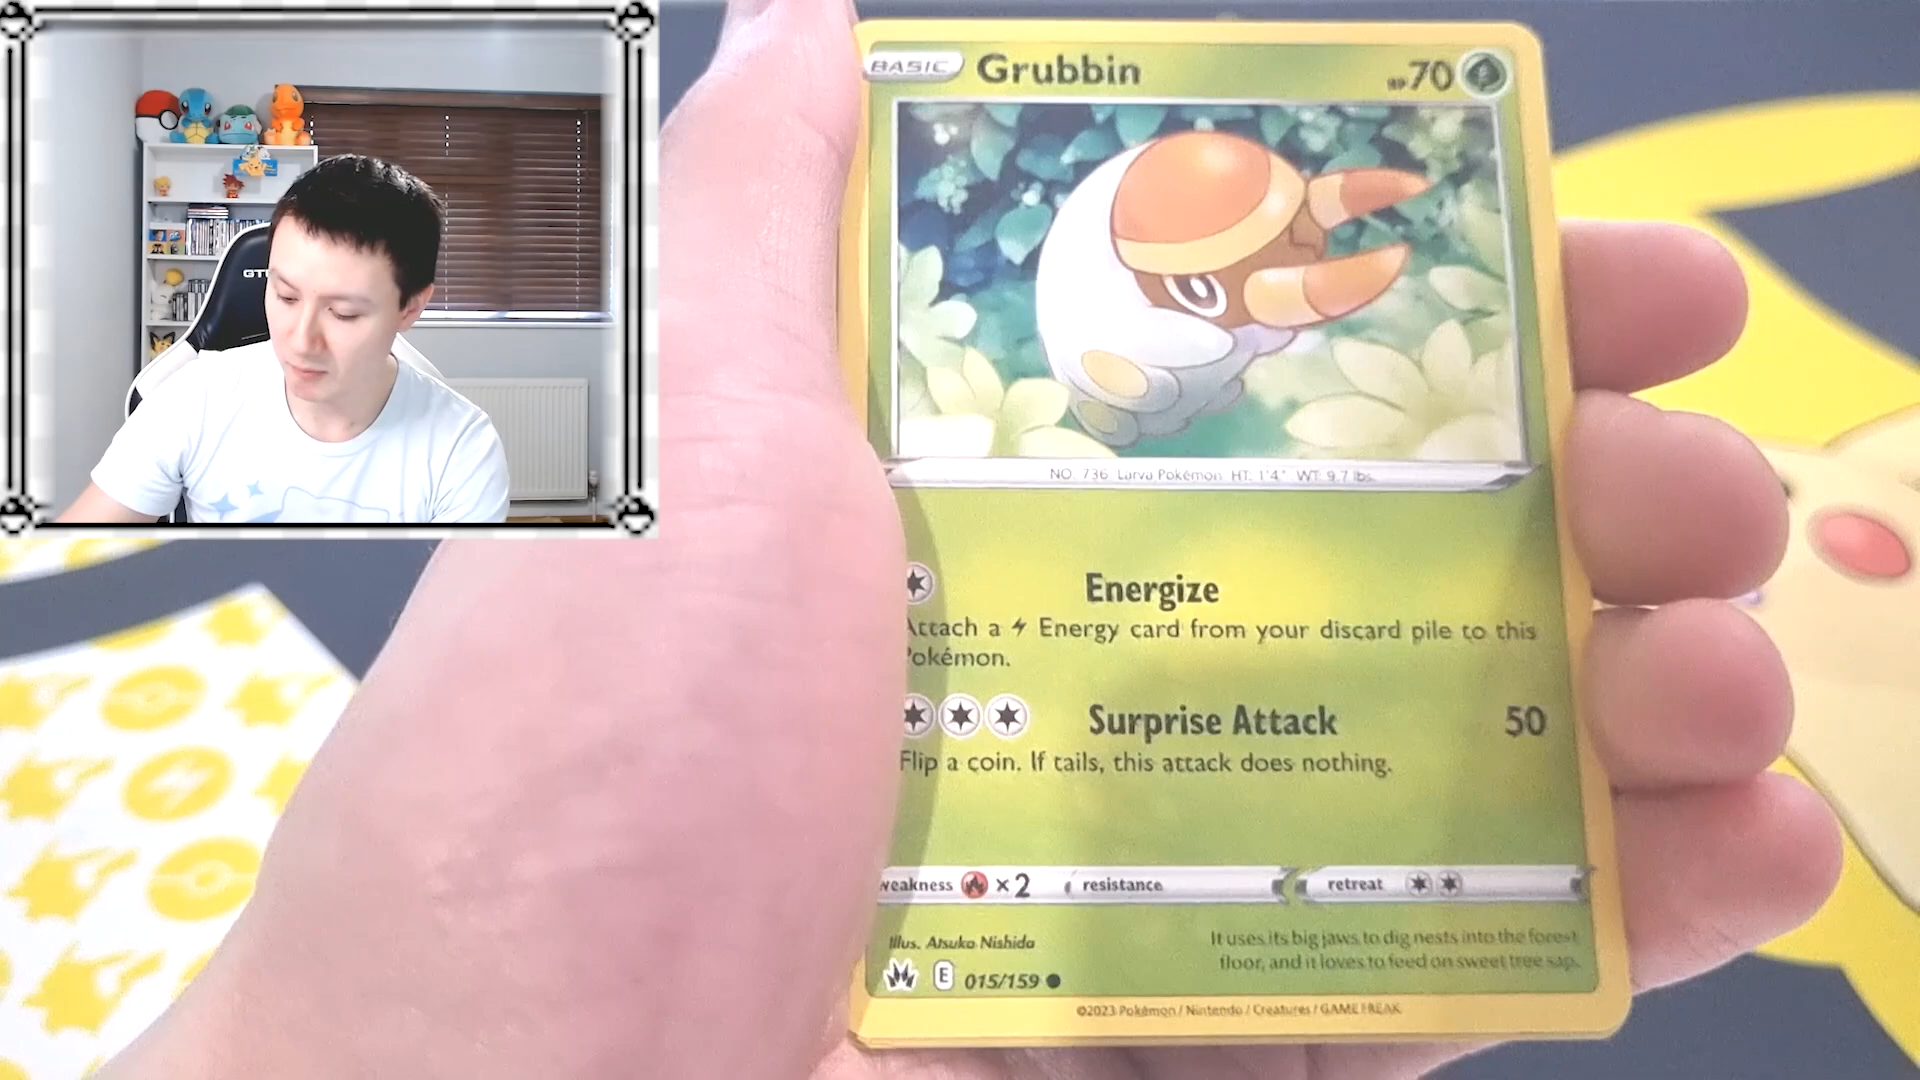 BASIC Grubbin HP70
NO. 736 Larva Pokémon HT: 1'4" WT: 9.7 lbs.
Energize
Attach a Energy card from your discard pile to this
Pokémon.
Surprise Attack 50
Flip a coin. If tails, this attack does nothing.
weakness ×2 resistance retreat
Illus. Atsuko Nishida
It uses its big jaws to dig nests into the forest
floor, and it loves to feed on sweet tree sap.
E 015/159
©2023 Pokémon / Nintendo / Creatures / GAME FREAK